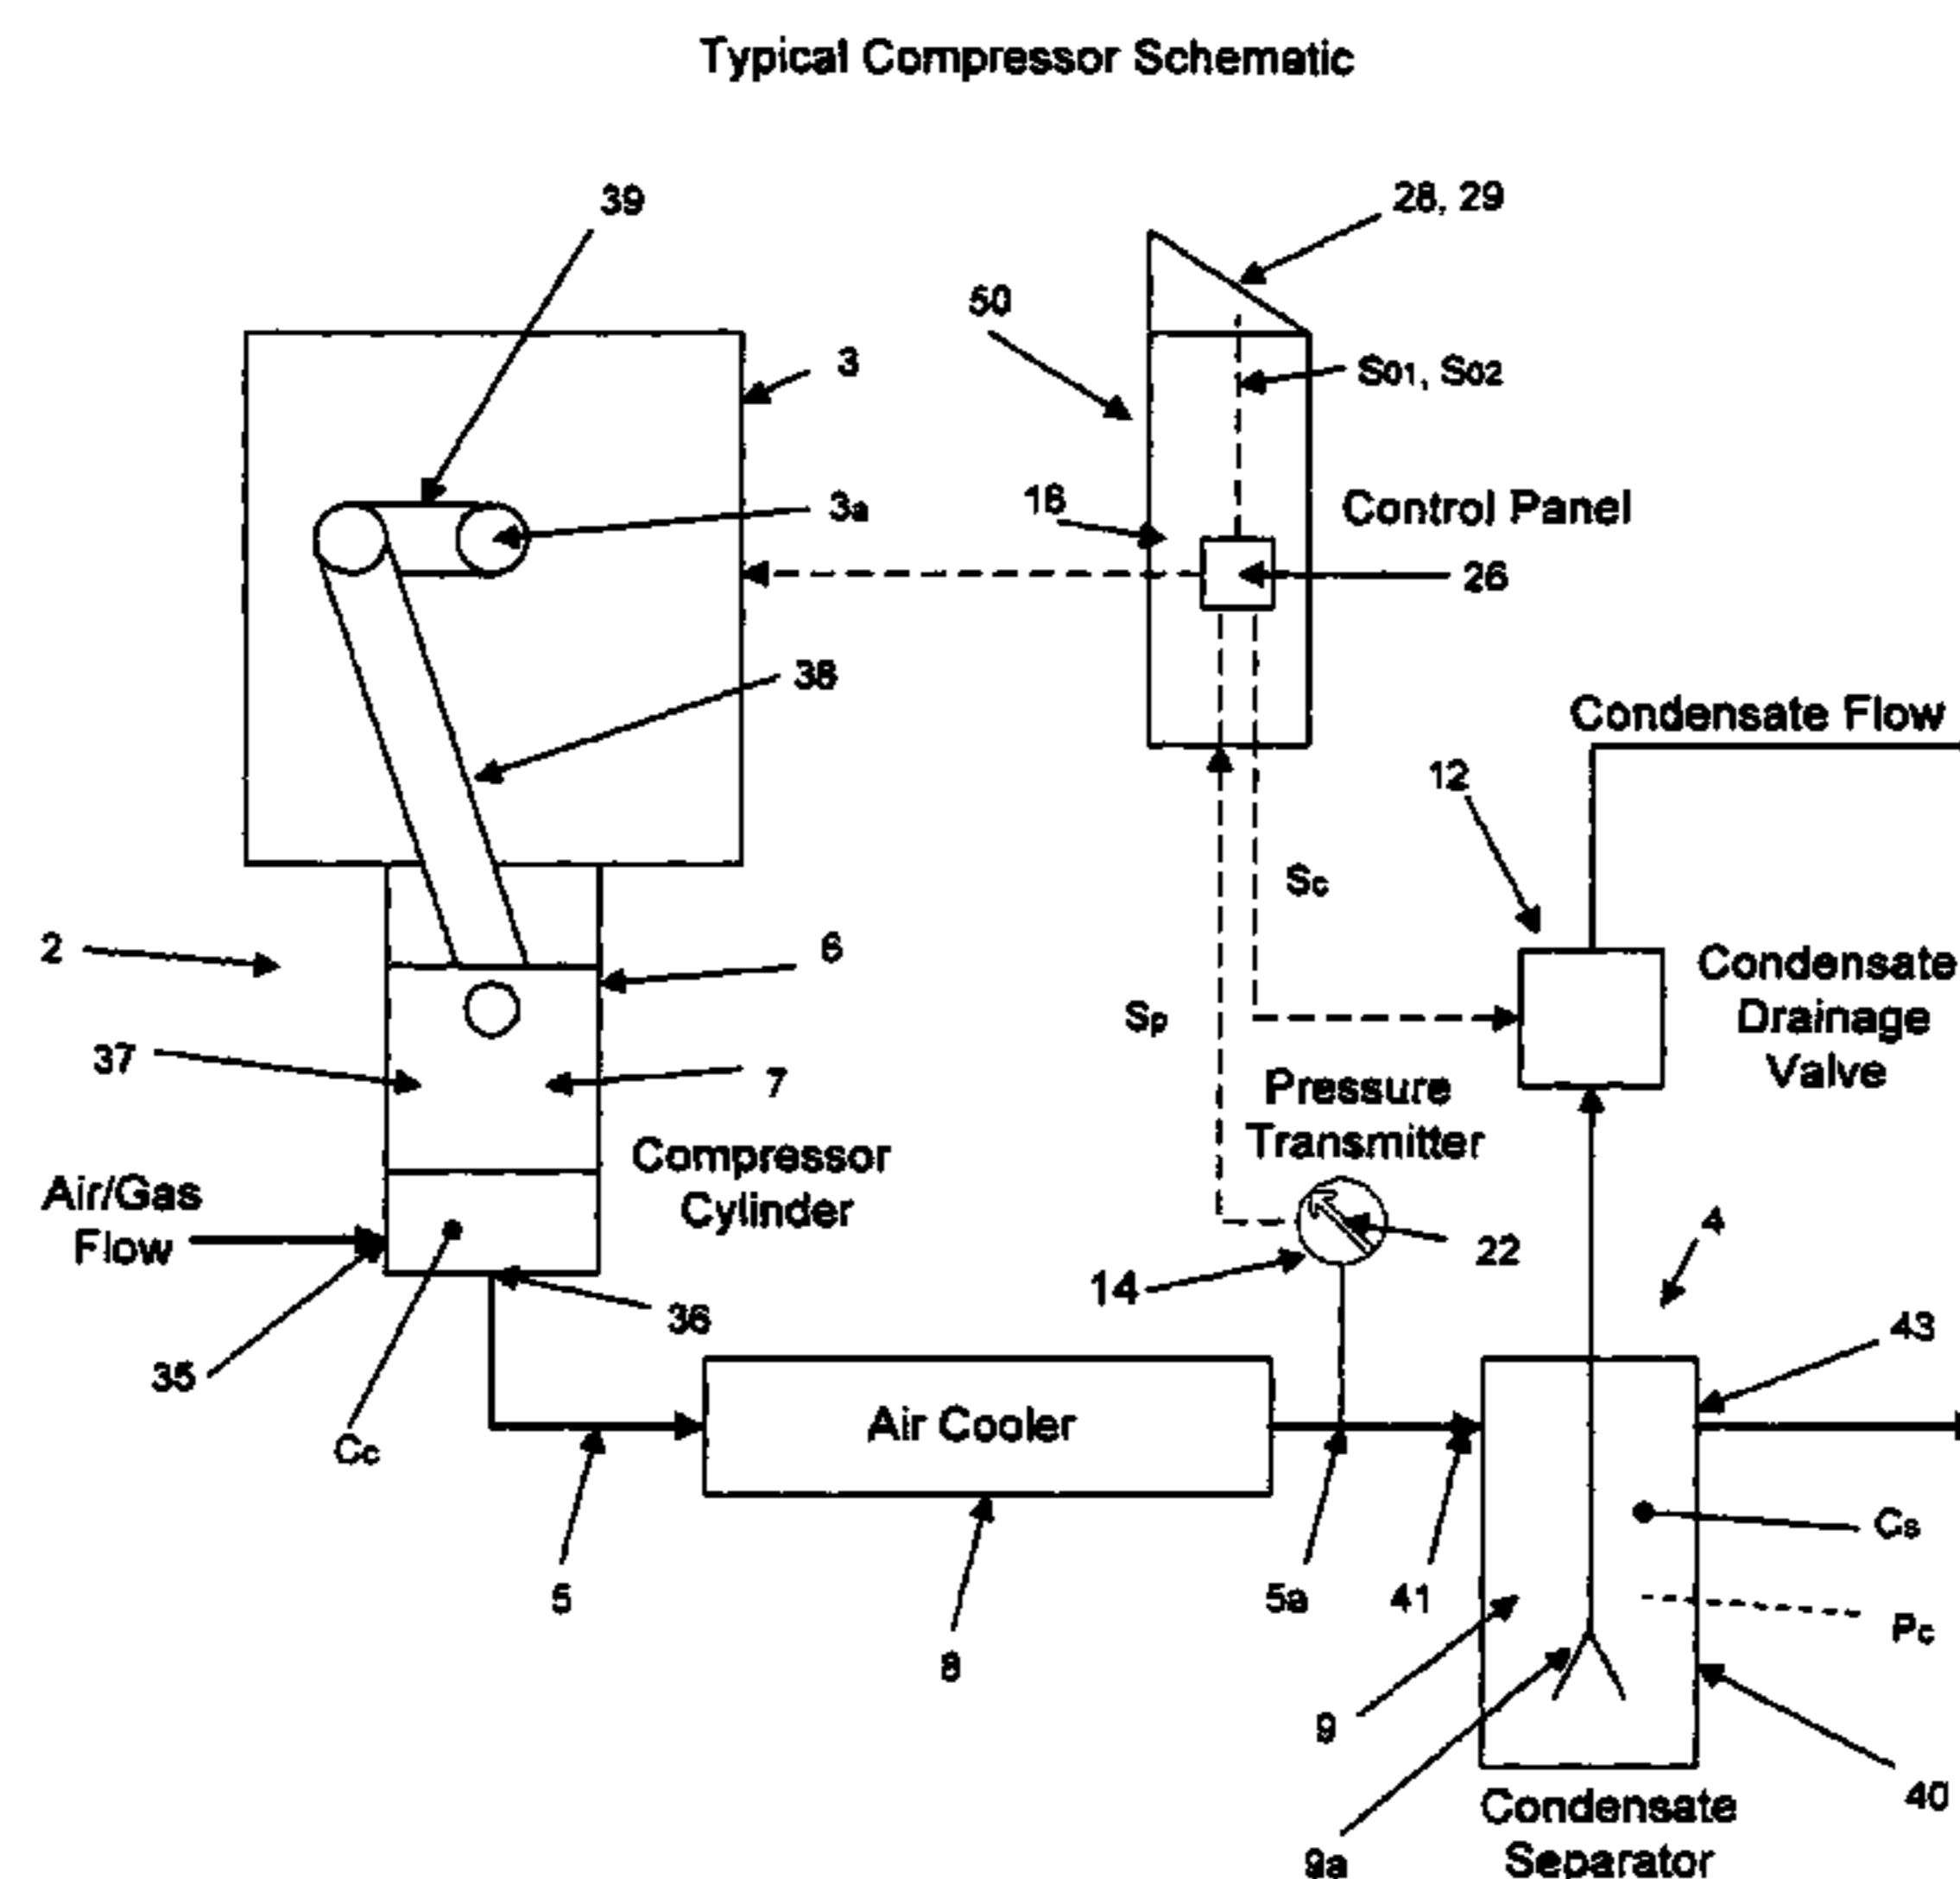 Typical Compressor Schematic
39
28, 29
50
3
S01, S02
3a
16
Control Panel
26
38
Condensate Flow
12
Sc
2
6
Condensate
Drainage
Valve
Sp
37
7
Pressure
Transmitter
Compressor
Cylinder
Air/Gas
Flow
4
22
14
36
43
35
Air Cooler
Cc
Cs
5
5a
41
Pc
8
9
40
Condensate
Separator
9a